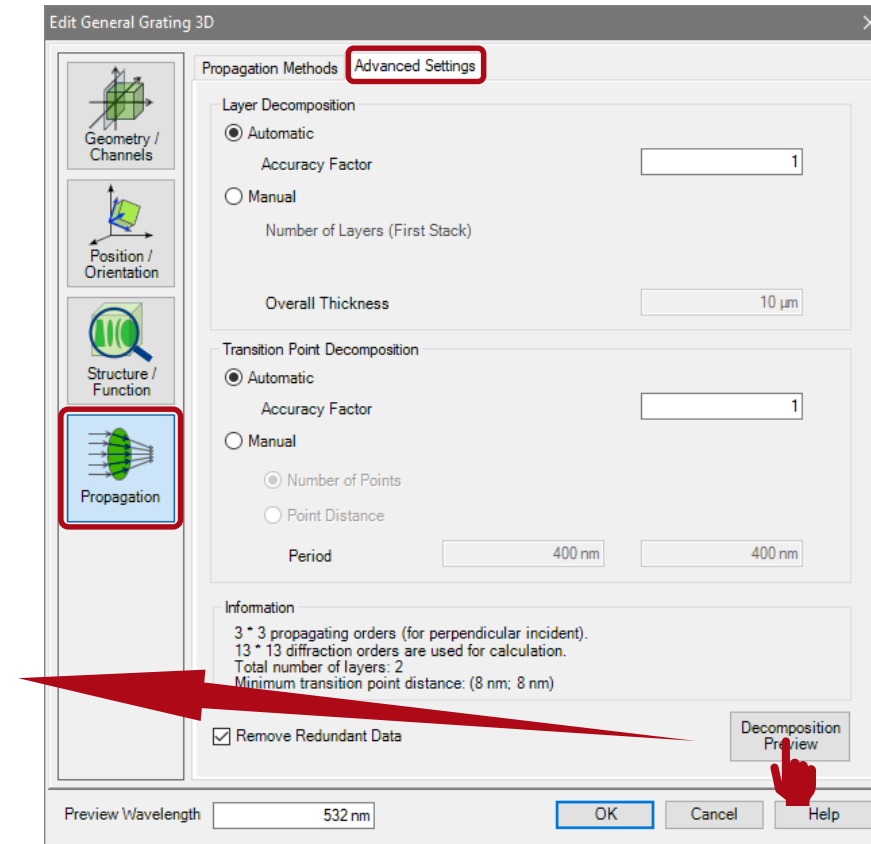 Edit General Grating 3D
Geometry /
Channels
Position /
Orientation
Structure /
Function
Propagation
Propagation Methods
Advanced Settings
Layer Decomposition
Automatic
Accuracy Factor 1
Manual
Number of Layers (First Stack)
Overall Thickness 10 µm
Transition Point Decomposition
Automatic
Accuracy Factor 1
Manual
Number of Points
Point Distance
Period 400 nm 400 nm
Information
3 * 3 propagating orders (for perpendicular incident).
13 * 13 diffraction orders are used for calculation.
Total number of layers: 2
Minimum transition point distance: (8 nm; 8 nm)
Remove Redundant Data
Decomposition
Preview
Preview Wavelength 532 nm
OK Cancel Help